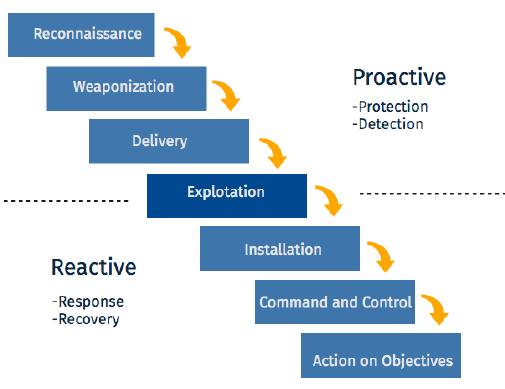 Reconnaissance
Weaponization
Proactive
-Protection
-Detection
Delivery
Explotation
Installation
Reactive
-Response
-Recovery
Command and Control
Action on Objectives